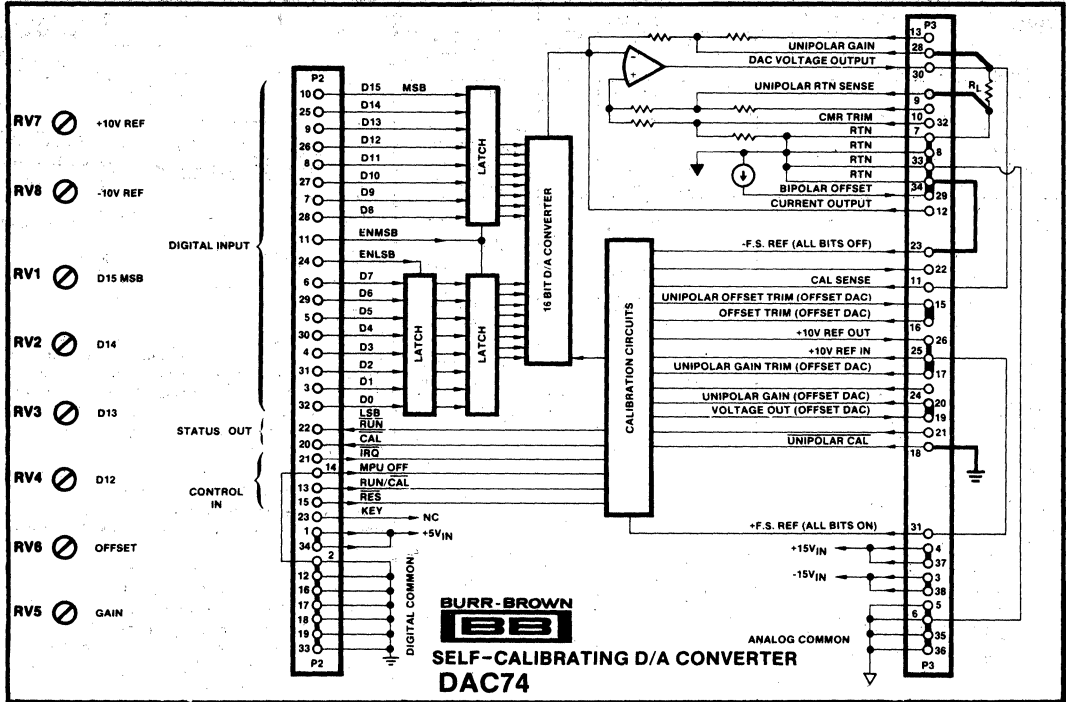 RV7 +10V REF
RV8 -10V REF
RV1 D15 MSB
RV2 D14
RV3 D13
RV4 D12
RV6 OFFSET
RV5 GAIN
DIGITAL INPUT
STATUS OUT
CONTROL
IN
P2
10 D15 MSB
25 D14
9 D13
26 D12
8 D11
27 D10
7 D9
28 D8
11 ENMSB
24 ENLSB
6 D7
29 D6
5 D5
30 D4
4 D3
31 D2
3 D1
32 D0
LSB
22 RUN
20 CAL
21 IRQ
14 MPU OFF
13 RUN/CAL
15 RES
23 KEY NC
1 +5VIN
34
2
12
16
17
18
19
33
P2
DIGITAL COMMON
LATCH
LATCH
LATCH
16 BIT D/A CONVERTER
CALIBRATION CIRCUITS
-
+
P3
13
UNIPOLAR GAIN 28
DAC VOLTAGE OUTPUT 30
RL
UNIPOLAR RTN SENSE 9
10
CMR TRIM 32
RTN 7
RTN 8
RTN 33
RTN 34
BIPOLAR OFFSET 29
CURRENT OUTPUT 12
-F.S. REF (ALL BITS OFF) 23
22
CAL SENSE 11
UNIPOLAR OFFSET TRIM (OFFSET DAC) 15
OFFSET TRIM (OFFSET DAC) 16
+10V REF OUT 26
+10V REF IN 25
UNIPOLAR GAIN TRIM (OFFSET DAC) 17
24
UNIPOLAR GAIN (OFFSET DAC) 20
VOLTAGE OUT (OFFSET DAC) 19
21
UNIPOLAR CAL 18
+F.S. REF (ALL BITS ON) 31
+15VIN 4
37
-15VIN 3
38
5
6
ANALOG COMMON 35
36
P3
BURR-BROWN
BB
SELF-CALIBRATING D/A CONVERTER
DAC74